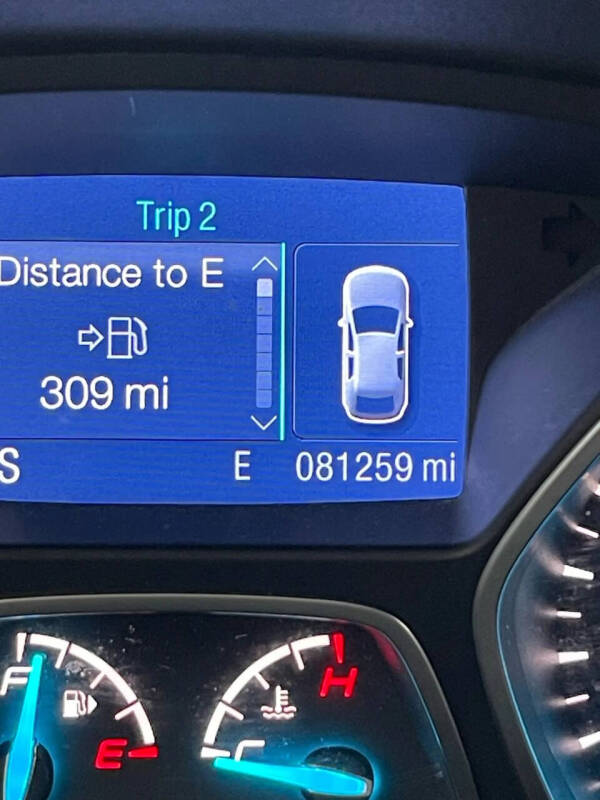 Trip 2
Distance to E
309 mi
S E 081259 mi
F E
C H